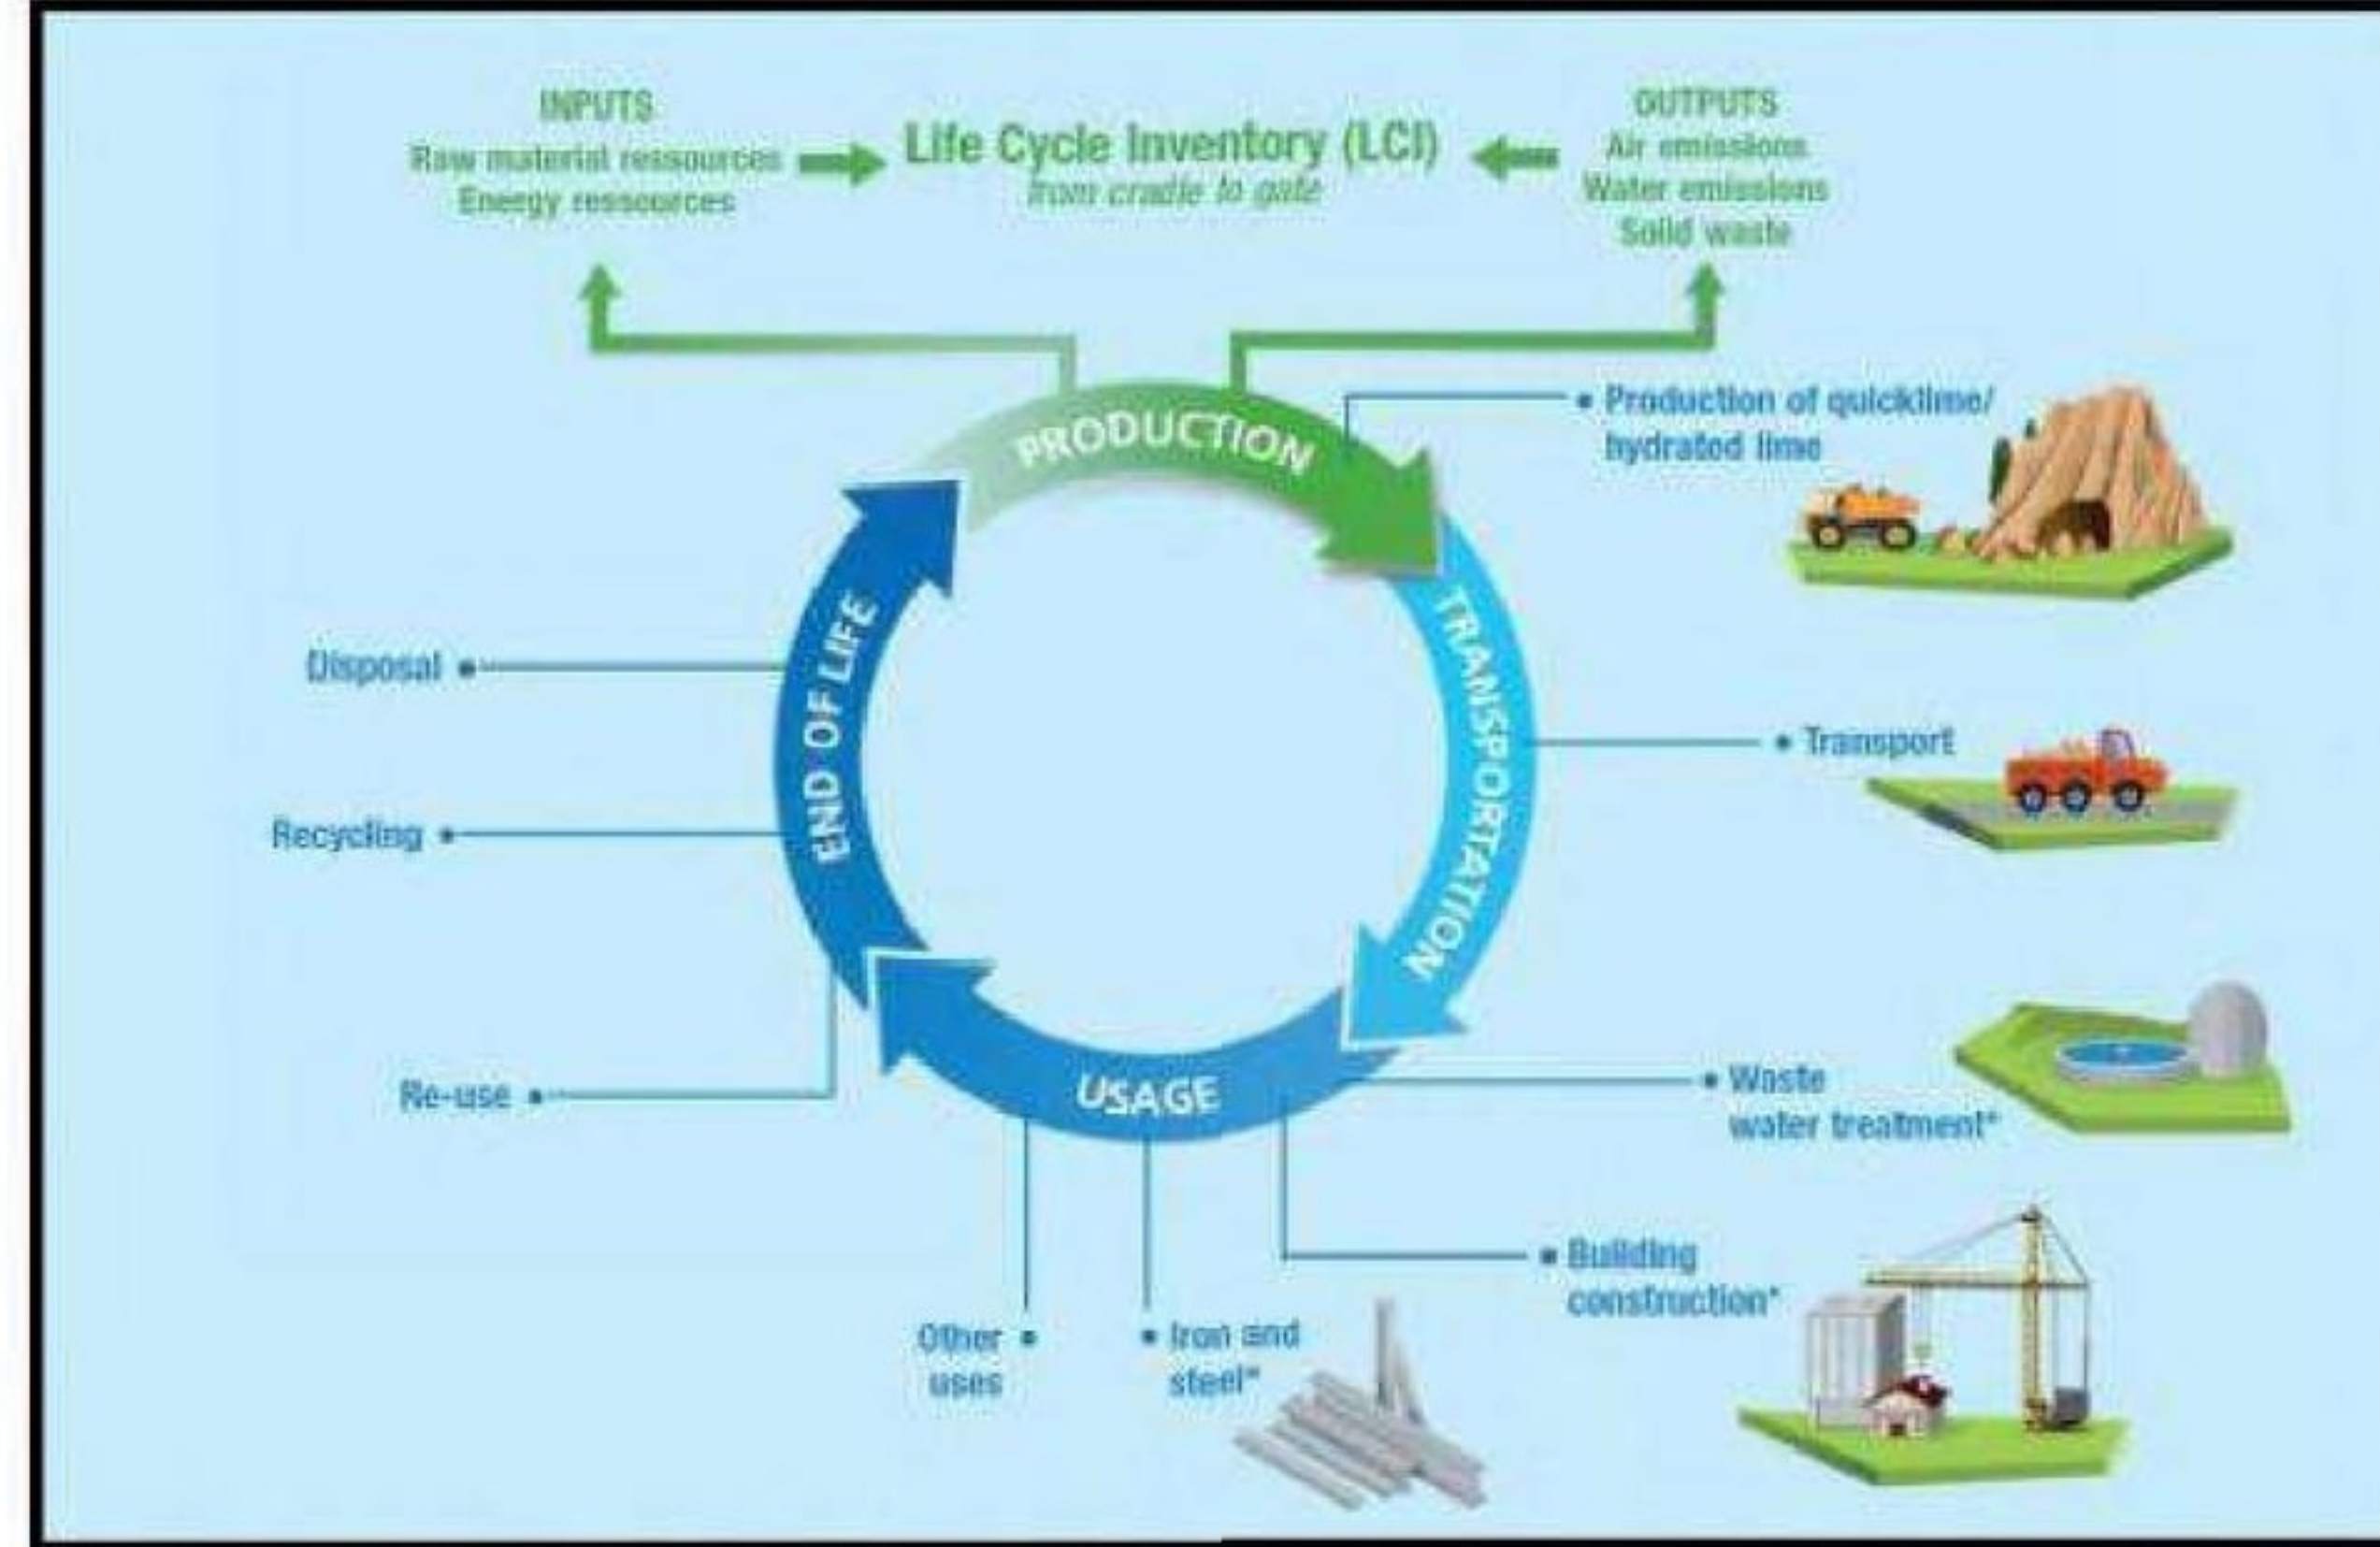 INPUTS
Raw material ressources
Energy ressources
Life Cycle Inventory (LCI)
from cradle to gate
OUTPUTS
Air emissions
Water emissions
Solid waste
PRODUCTION
• Production of quicklime/
hydrated lime
TRANSPORTATION
• Transport
USAGE
• Waste
water treatment*
• Building
construction*
• Iron and
steel*
Other •
uses
END OF LIFE
Re-use •
Recycling •
Disposal •